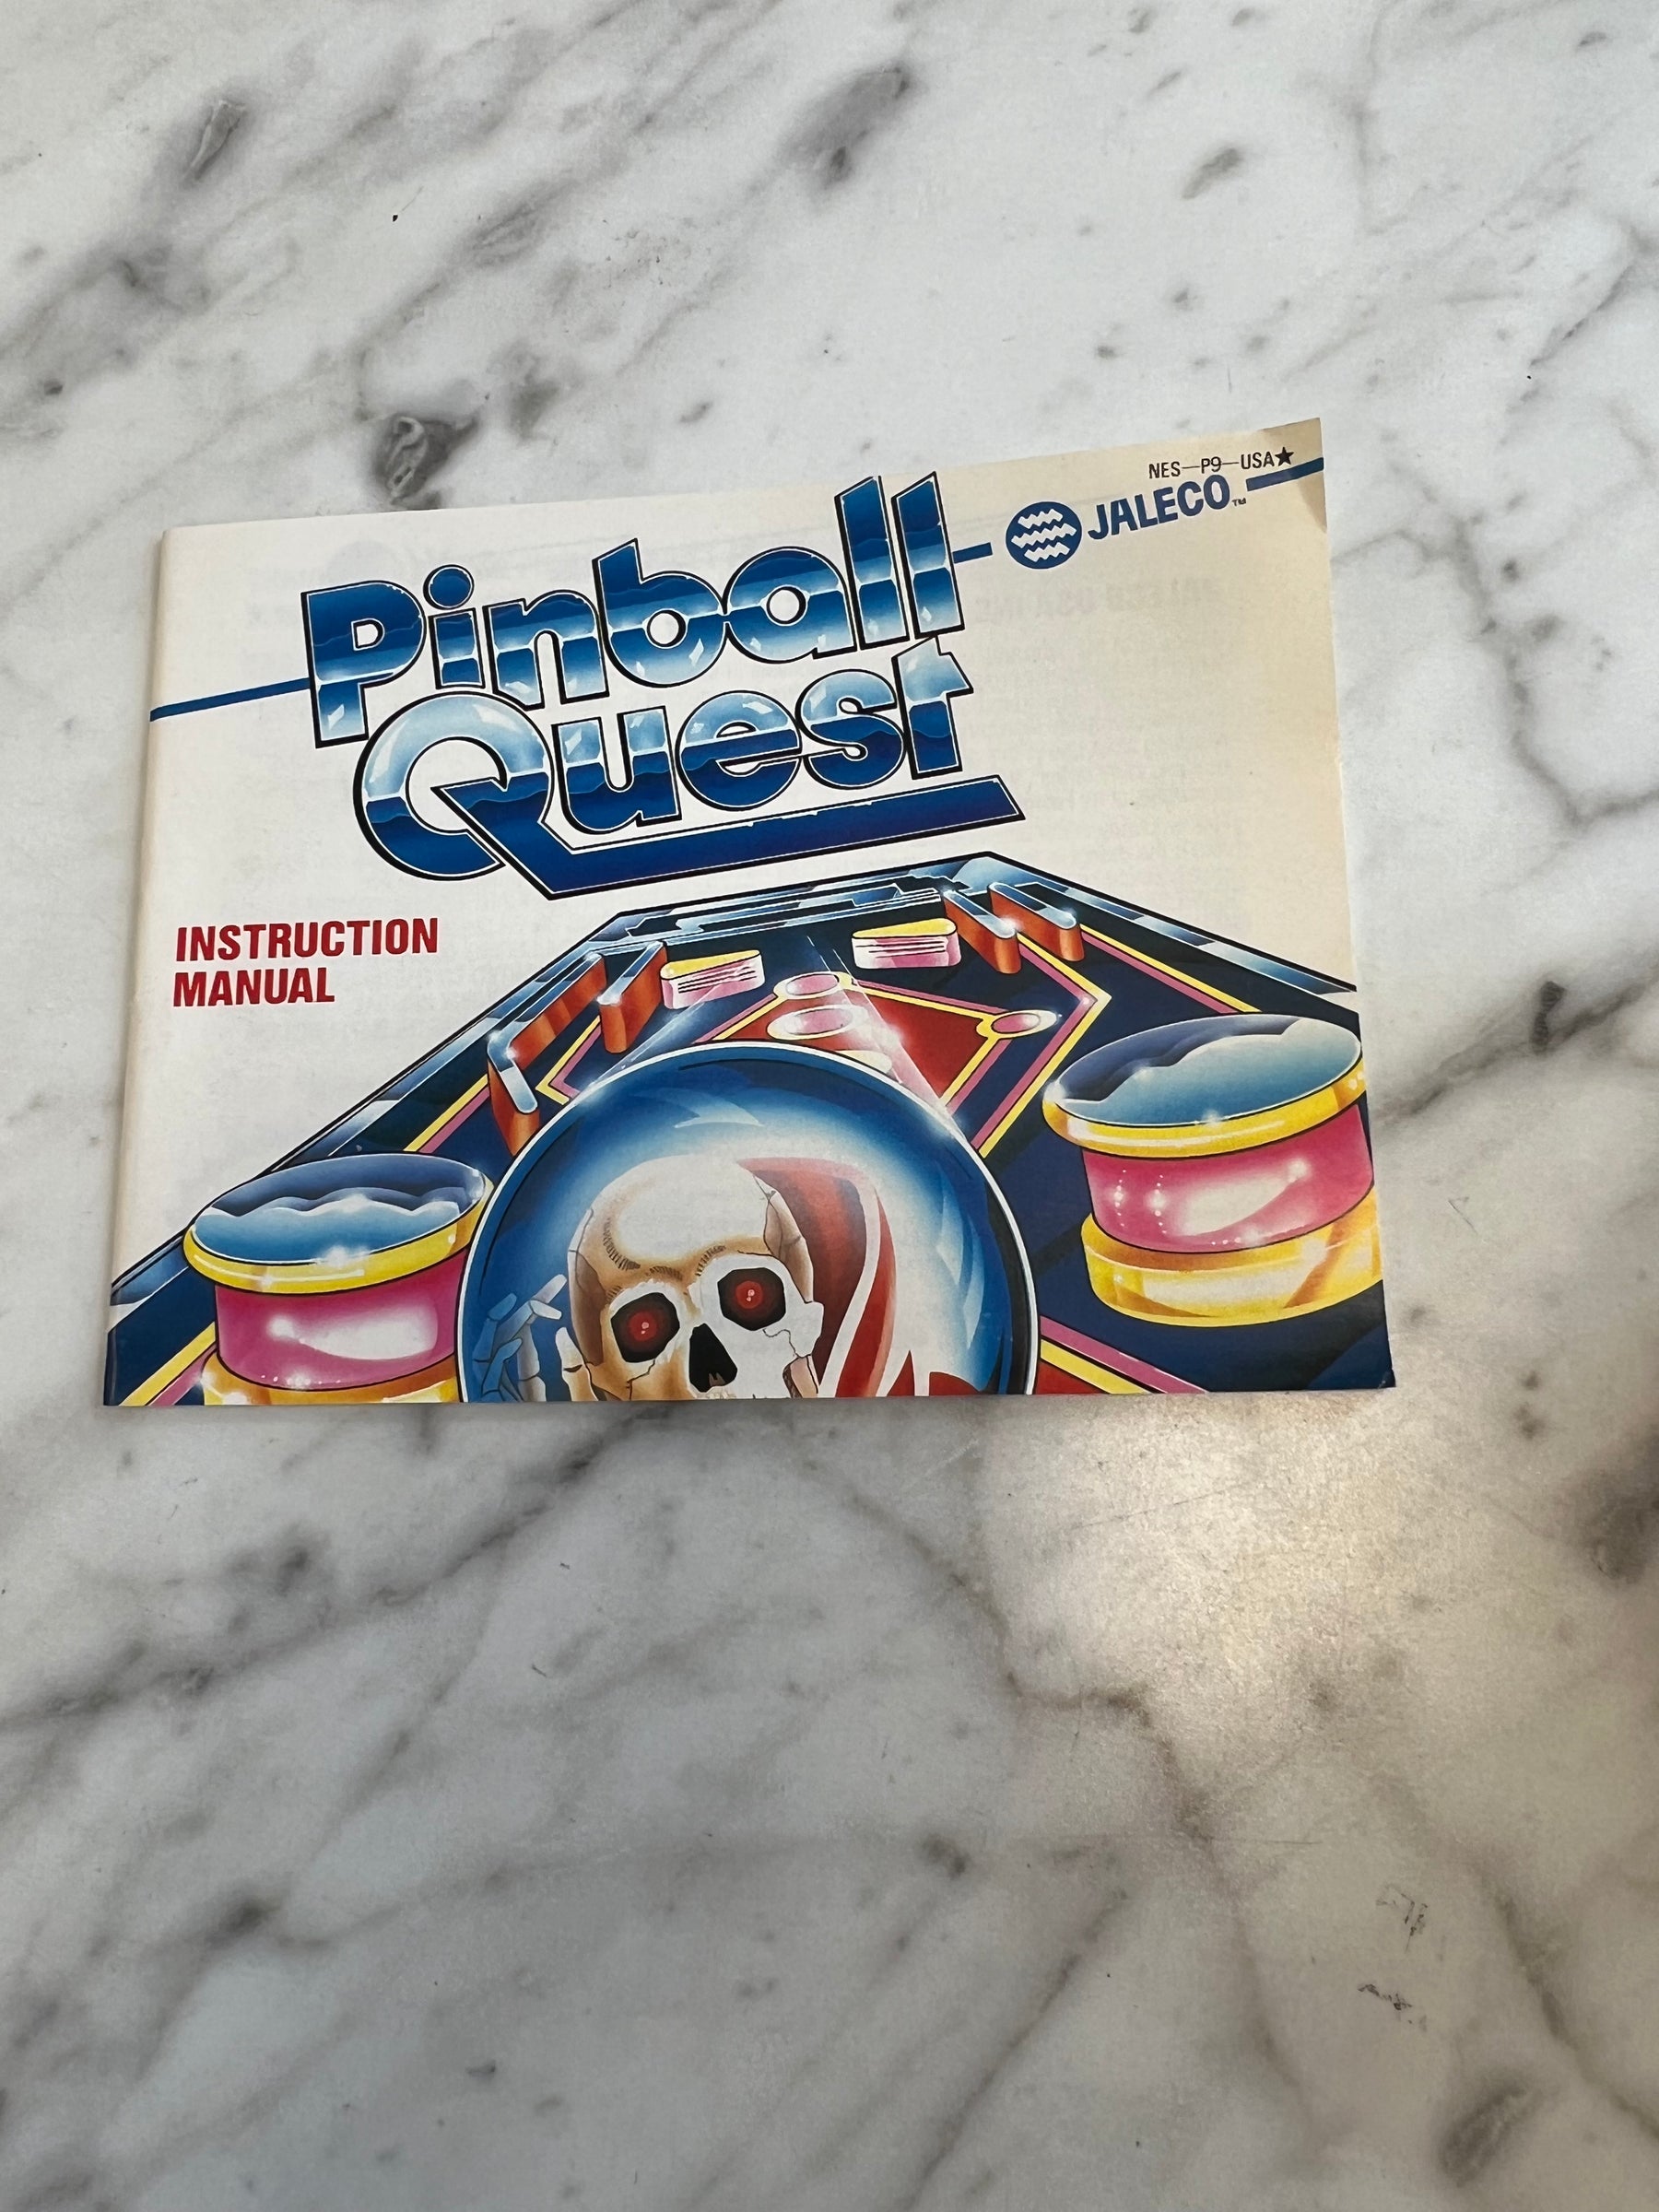 NES—P9—USA★
JALECO™
Pinball
Quest
INSTRUCTION
MANUAL